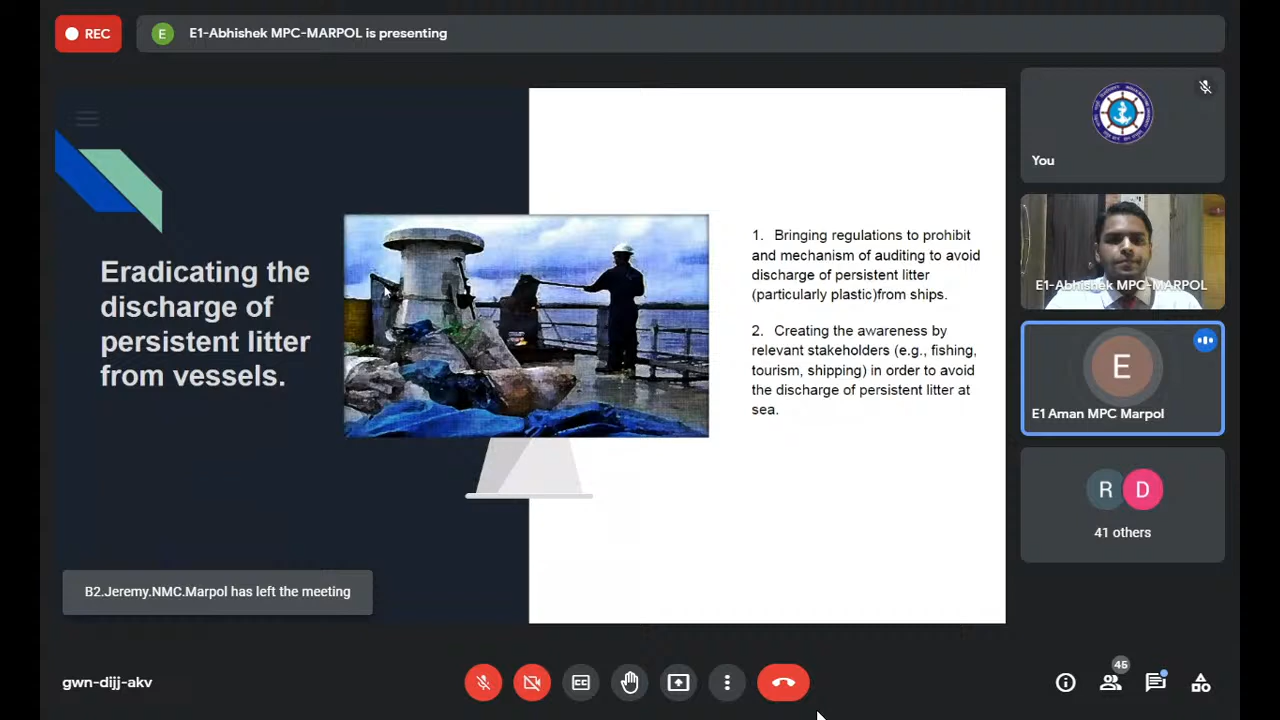 REC
E
E1-Abhishek MPC-MARPOL is presenting
You
E1-Abhishek MPC-MARPOL
E
E1 Aman MPC Marpol
R D
41 others
Eradicating the
discharge of
persistent litter
from vessels.
1. Bringing regulations to prohibit
and mechanism of auditing to avoid
discharge of persistent litter
(particularly plastic)from ships.
2. Creating the awareness by
relevant stakeholders (e.g., fishing,
tourism, shipping) in order to avoid
the discharge of persistent litter at
sea.
B2.Jeremy.NMC.Marpol has left the meeting
gwn-dijj-akv
CC
45